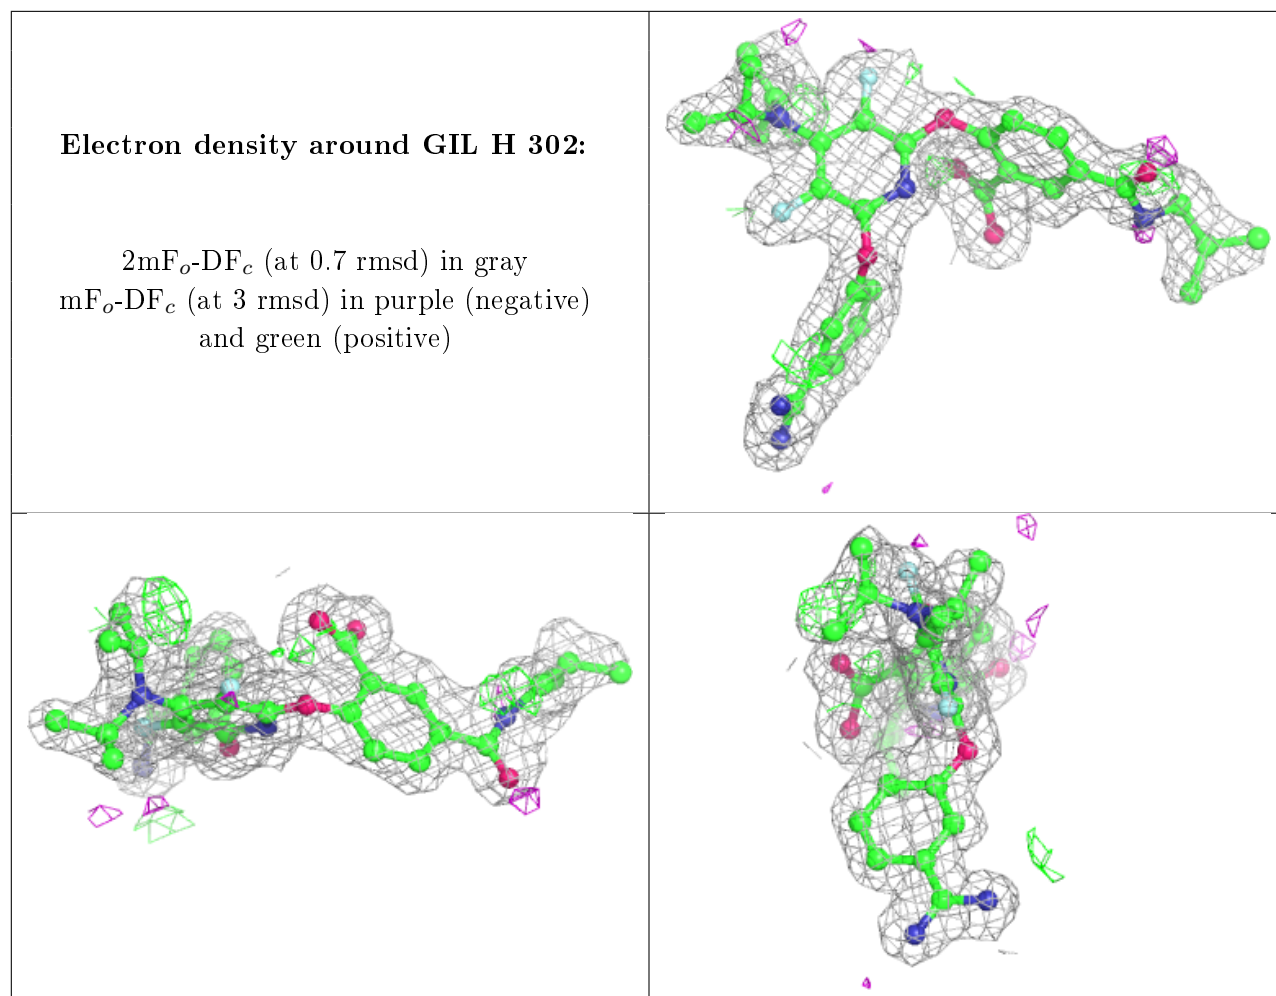 Electron density around GIL H 302:
2mFₒ-DF𝒸 (at 0.7 rmsd) in gray
mFₒ-DF𝒸 (at 3 rmsd) in purple (negative)
and green (positive)